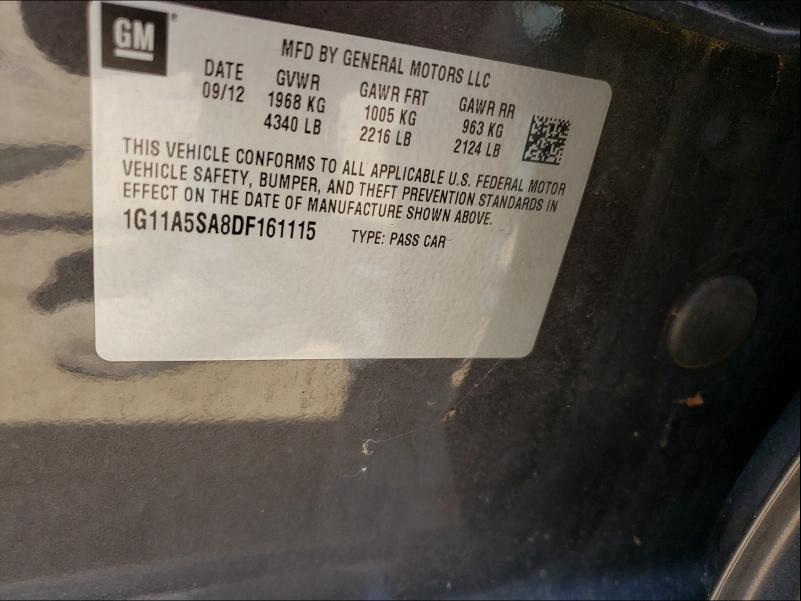 GM ®
MFD BY GENERAL MOTORS LLC
DATE GVWR GAWR FRT GAWR RR
09/12 1968 KG 1005 KG 963 KG
4340 LB 2216 LB 2124 LB
THIS VEHICLE CONFORMS TO ALL APPLICABLE U.S. FEDERAL MOTOR
VEHICLE SAFETY, BUMPER, AND THEFT PREVENTION STANDARDS IN
EFFECT ON THE DATE OF MANUFACTURE SHOWN ABOVE.
1G11A5SA8DF161115 TYPE: PASS CAR